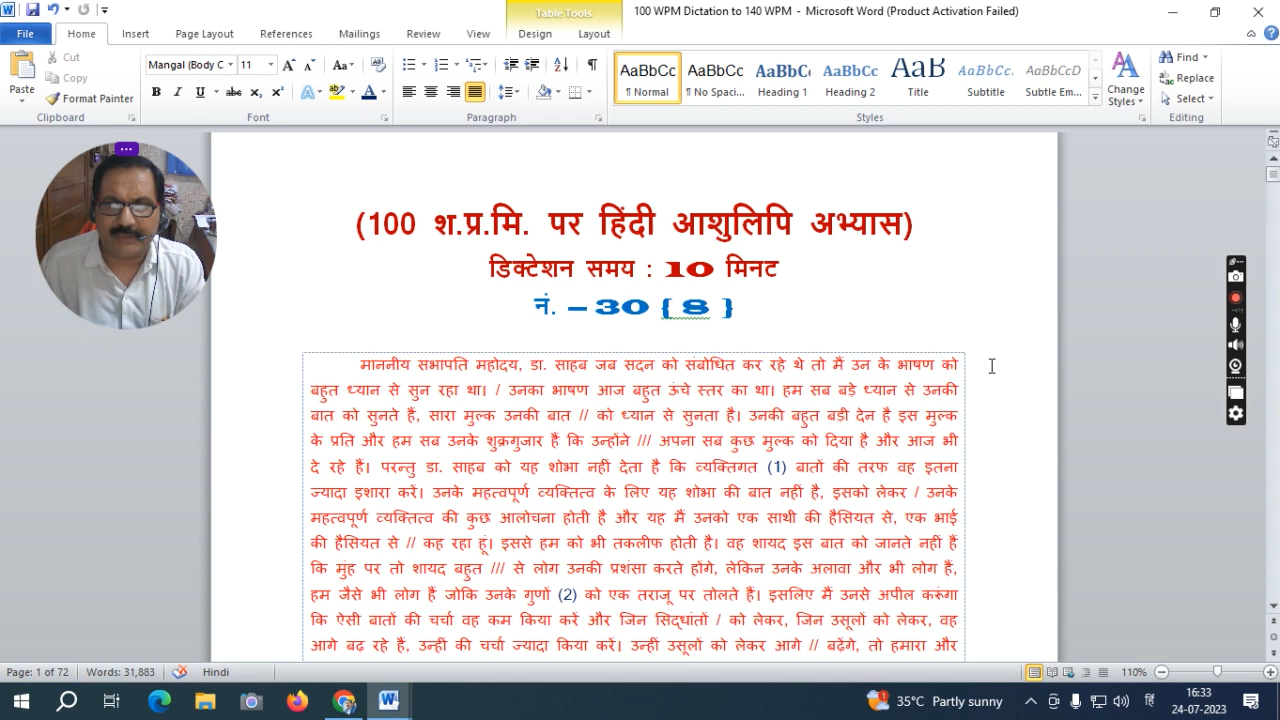 Table Tools
100 WPM Dictation to 140 WPM - Microsoft Word (Product Activation Failed)
File Home Insert Page Layout References Mailings Review View Design Layout
Paste
Cut
Copy
Format Painter
Clipboard
Mangal (Body C 11
Font
Paragraph
AaBbCc AaBbCc AaBbC AaBbCc AaB AaBbCc. AaBbCcD
¶ Normal ¶ No Spaci... Heading 1 Heading 2 Title Subtitle Subtle Em...
Change Styles
Styles
Find
Replace
Select
Editing
(100 श.प्र.मि. पर हिंदी आशुलिपि अभ्यास)
डिक्टेशन समय : 10 मिनट
नं. – 30 { 8 }
माननीय सभापति महोदय, डा. साहब जब सदन को संबोधित कर रहे थे तो मैं उन के भाषण को
बहुत ध्यान से सुन रहा था। / उनका भाषण आज बहुत ऊंचे स्तर का था। हम सब बड़े ध्यान से उनकी
बात को सुनते हैं, सारा मुल्क उनकी बात // को ध्यान से सुनता है। उनकी बहुत बड़ी देन है इस मुल्क
के प्रति और हम सब उनके शुक्रगुजार हैं कि उन्होंने /// अपना सब कुछ मुल्क को दिया है और आज भी
दे रहे हैं। परन्तु डा. साहब को यह शोभा नहीं देता है कि व्यक्तिगत (1) बातों की तरफ वह इतना
ज्यादा इशारा करें। उनके महत्वपूर्ण व्यक्तित्व के लिए यह शोभा की बात नहीं है, इसको लेकर / उनके
महत्वपूर्ण व्यक्तित्व की कुछ आलोचना होती है और यह मैं उनको एक साथी की हैसियत से, एक भाई
की हैसियत से // कह रहा हूं। इससे हम को भी तकलीफ होती है। वह शायद इस बात को जानते नहीं हैं
कि मुंह पर तो शायद बहुत /// से लोग उनकी प्रशंसा करते होंगे, लेकिन उनके अलावा और भी लोग हैं,
हम जैसे भी लोग हैं जोकि उनके गुणों (2) को एक तराजू पर तोलते हैं। इसलिए मैं उनसे अपील करूंगा
कि ऐसी बातों की चर्चा वह कम किया करें और जिन सिद्धांतों / को लेकर, जिन उसूलों को लेकर, वह
आगे बढ़ रहे हैं, उन्हीं की चर्चा ज्यादा किया करें। उन्हीं उसूलों को लेकर आगे // बढ़ेंगे, तो हमारा और
Page: 1 of 72 Words: 31,883 Hindi 110%
35°C Partly sunny हिं 16:33
24-07-2023